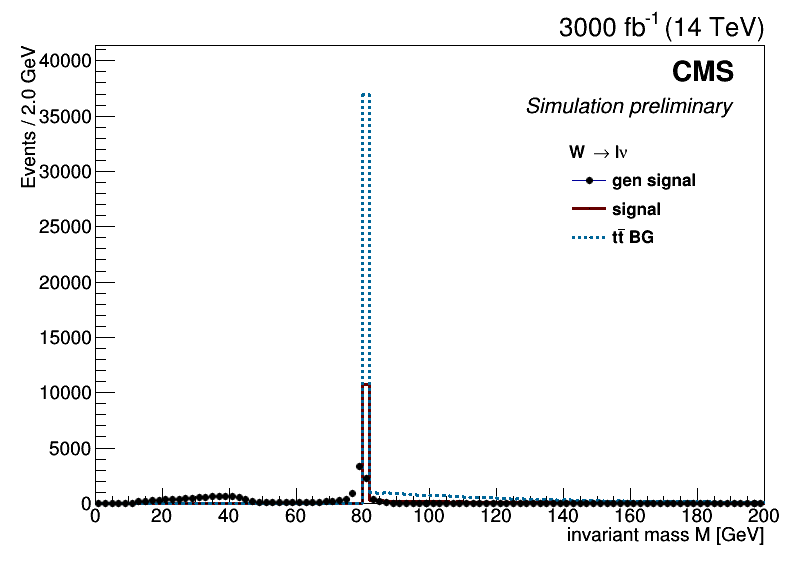 3000 fb⁻¹ (14 TeV)
Events / 2.0 GeV
CMS
Simulation preliminary
W → lν
gen signal
signal
tt̄ BG
40000
35000
30000
25000
20000
15000
10000
5000
0
0 20 40 60 80 100 120 140 160 180 200
invariant mass M [GeV]